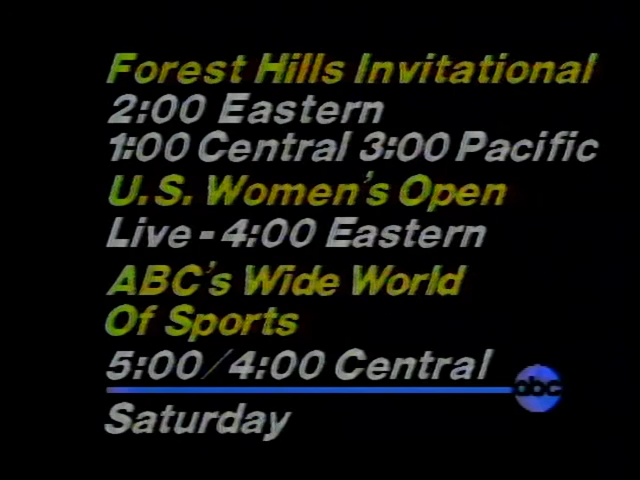 Forest Hills Invitational
2:00 Eastern
1:00 Central 3:00 Pacific
U.S. Women's Open
Live - 4:00 Eastern
ABC's Wide World
Of Sports
5:00/4:00 Central
abc
Saturday